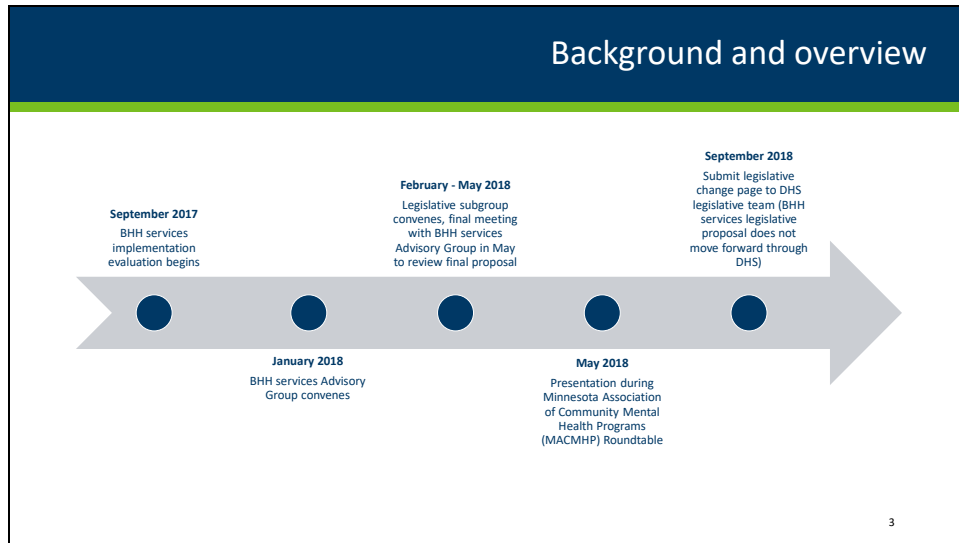 Background and overview
September 2017
BHH services
implementation
evaluation begins
January 2018
BHH services Advisory
Group convenes
February - May 2018
Legislative subgroup
convenes, final meeting
with BHH services
Advisory Group in May
to review final proposal
May 2018
Presentation during
Minnesota Association
of Community Mental
Health Programs
(MACMHP) Roundtable
September 2018
Submit legislative
change page to DHS
legislative team (BHH
services legislative
proposal does not
move forward through
DHS)
3